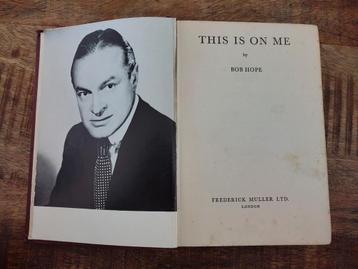 THIS IS ON ME
by
BOB HOPE
FREDERICK MULLER LTD.
LONDON